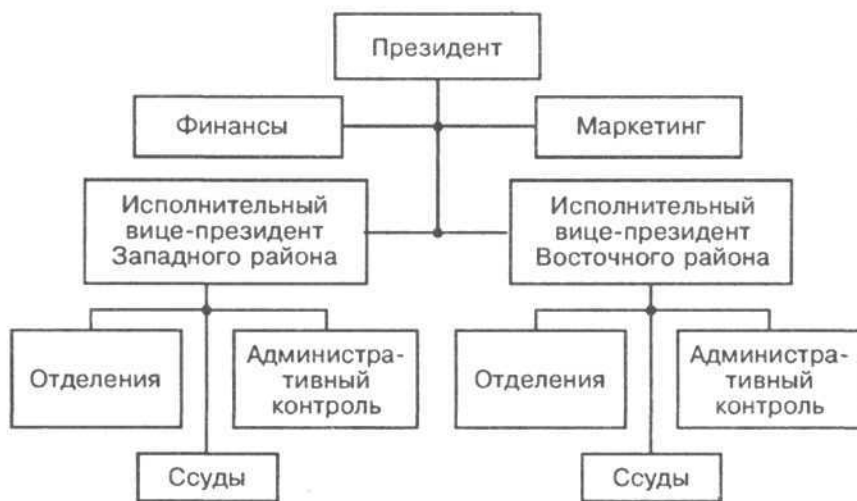 Президент
Финансы
Маркетинг
Исполнительный
вице-президент
Западного района
Исполнительный
вице-президент
Восточного района
Отделения
Администра-
тивный
контроль
Ссуды
Отделения
Администра-
тивный
контроль
Ссуды